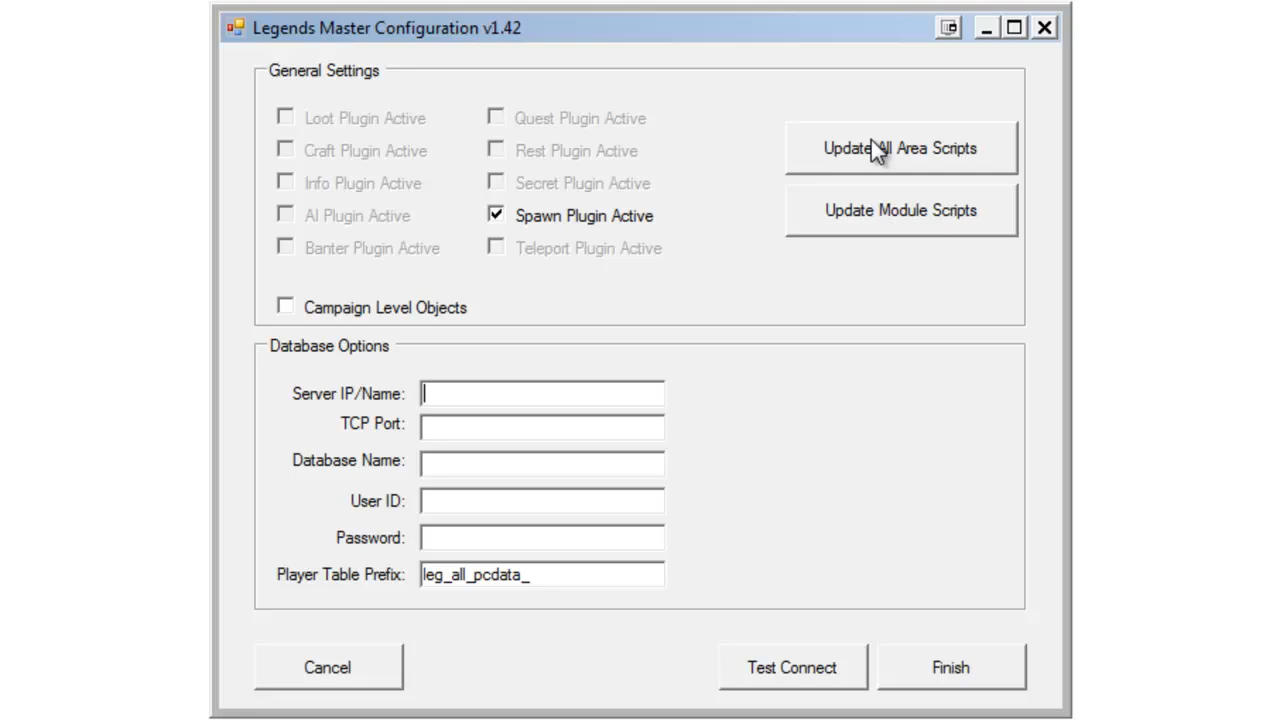 Legends Master Configuration v1.42
General Settings
Loot Plugin Active
Quest Plugin Active
Craft Plugin Active
Rest Plugin Active
Info Plugin Active
Secret Plugin Active
AI Plugin Active
Spawn Plugin Active
Banter Plugin Active
Teleport Plugin Active
Update All Area Scripts
Update Module Scripts
Campaign Level Objects
Database Options
Server IP/Name:
TCP Port:
Database Name:
User ID:
Password:
Player Table Prefix: leg_all_pcdata_
Cancel
Test Connect
Finish